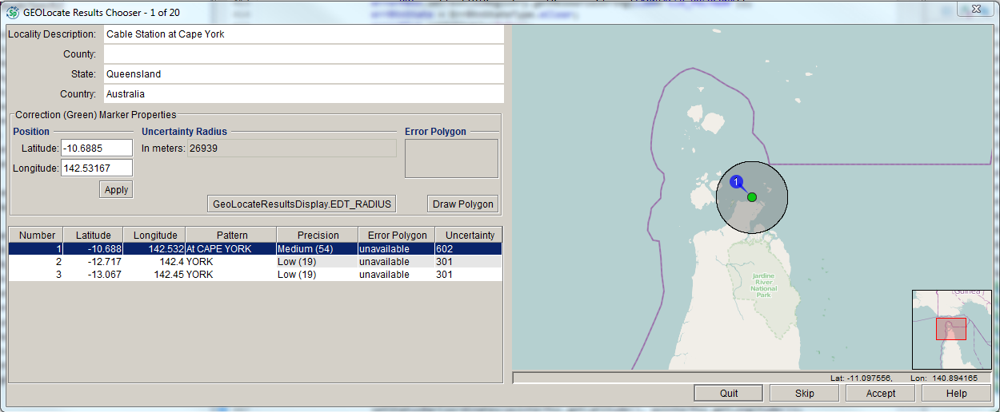 GEOLocate Results Chooser - 1 of 20
Locality Description: Cable Station at Cape York
County:
State: Queensland
Country: Australia
Correction (Green) Marker Properties
Position Uncertainty Radius Error Polygon
Latitude: -10.6885 In meters: 26939
Longitude: 142.53167
Apply
GeoLocateResultsDisplay.EDT_RADIUS Draw Polygon
Number Latitude Longitude Pattern Precision Error Polygon Uncertainty
1 -10.688 142.532 At CAPE YORK Medium (54) unavailable 602
2 -12.717 142.4 YORK Low (19) unavailable 301
3 -13.067 142.45 YORK Low (19) unavailable 301
1
Jardine
River
National
Park
Guinea
Lat: -11.097556, Lon: 140.894165
Quit Skip Accept Help